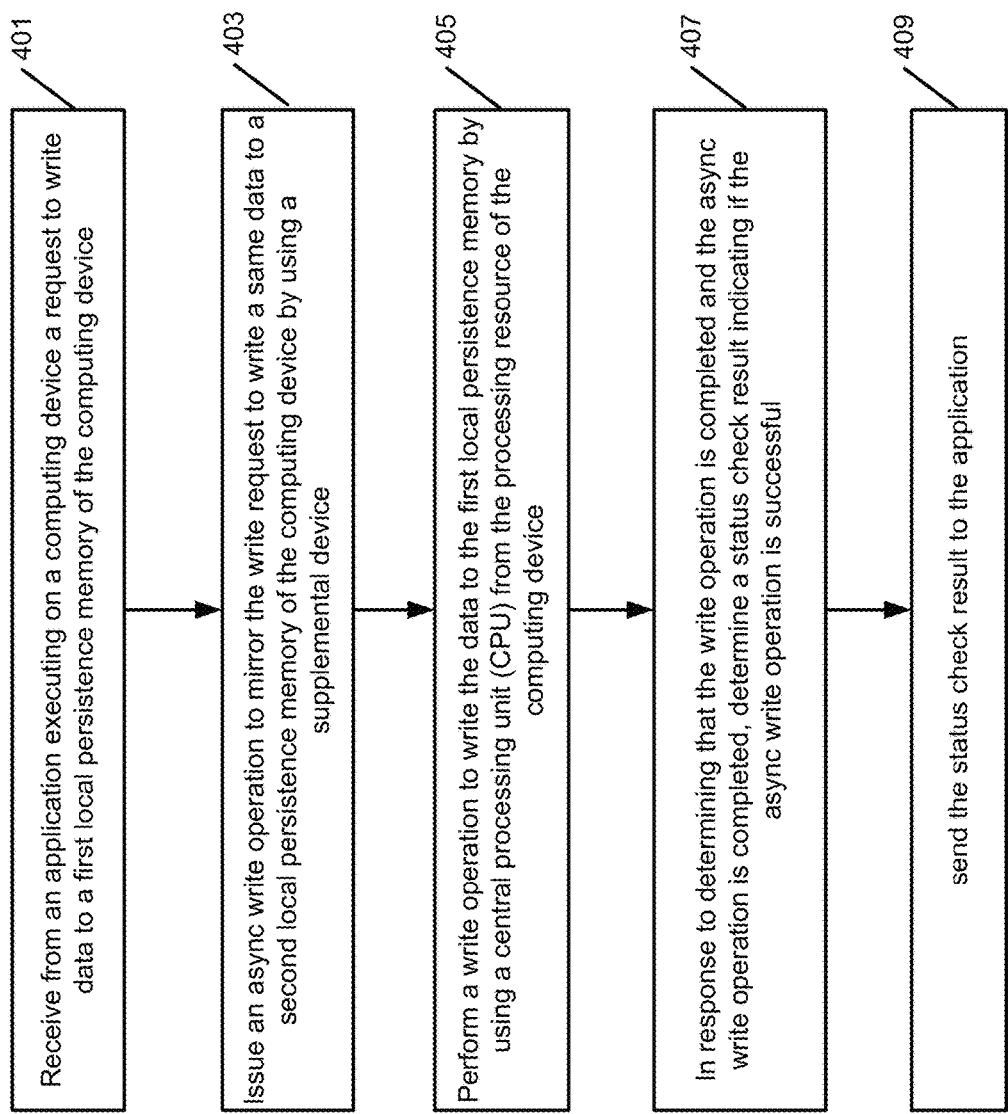 401
Receive from an application executing on a computing device a request to write
data to a first local persistence memory of the computing device
403
Issue an async write operation to mirror the write request to write a same data to a
second local persistence memory of the computing device by using a
supplemental device
405
Perform a write operation to write the data to the first local persistence memory by
using a central processing unit (CPU) from the processing resource of the
computing device
407
In response to determining that the write operation is completed and the async
write operation is completed, determine a status check result indicating if the
async write operation is successful
409
send the status check result to the application